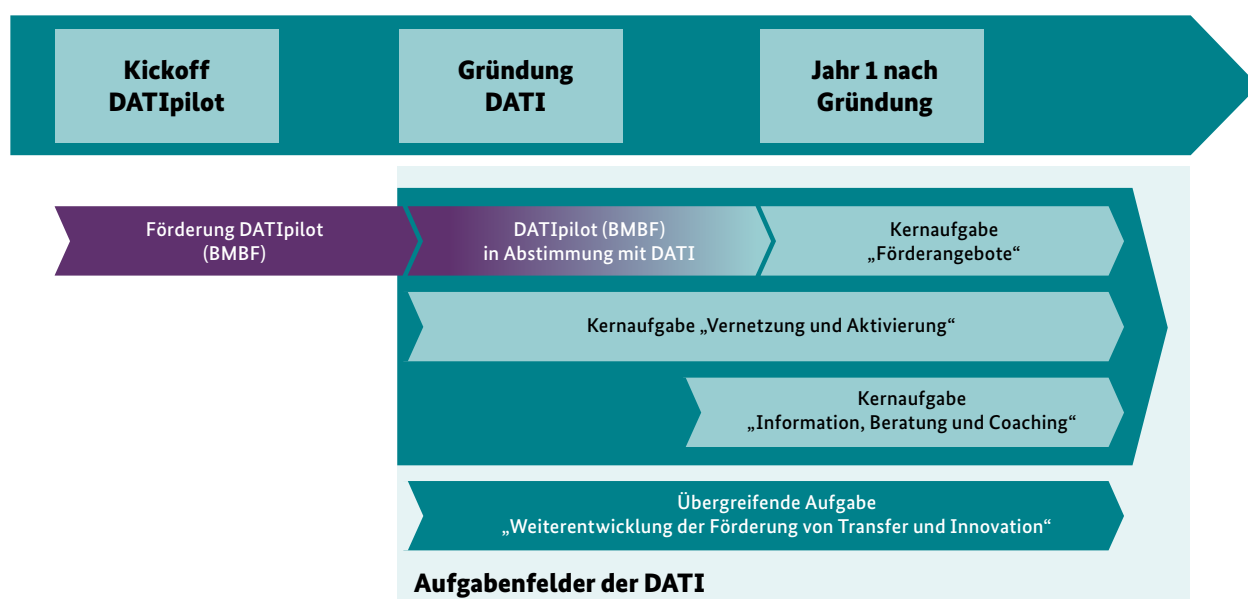 Kickoff
DATIpilot
Gründung
DATI
Jahr 1 nach
Gründung
Förderung DATIpilot
(BMBF)
DATIpilot (BMBF)
in Abstimmung mit DATI
Kernaufgabe
„Förderangebote“
Kernaufgabe „Vernetzung und Aktivierung“
Kernaufgabe
„Information, Beratung und Coaching“
Übergreifende Aufgabe
„Weiterentwicklung der Förderung von Transfer und Innovation“
Aufgabenfelder der DATI